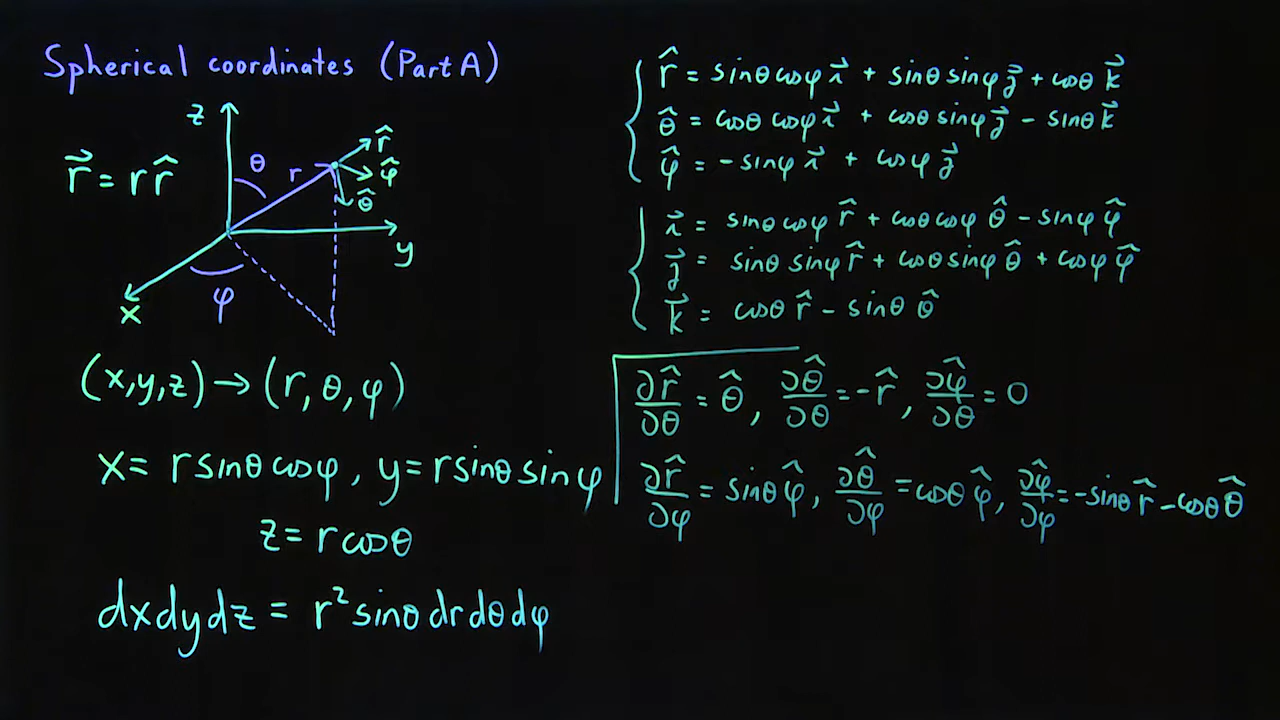 Spherical coordinates (Part A)
z
θ
r
r̂
φ̂
θ̂
r⃗ = r r̂
y
φ
x
(x,y,z) → (r, θ, φ)
x = r sinθ cosφ , y = r sinθ sinφ
z = r cosθ
dxdydz = r² sinθ dr dθ dφ
r̂ = sinθ cosφ i⃗ + sinθ sinφ j⃗ + cosθ k⃗
θ̂ = cosθ cosφ i⃗ + cosθ sinφ j⃗ - sinθ k⃗
φ̂ = - sinφ i⃗ + cosφ j⃗
i⃗ = sinθ cosφ r̂ + cosθ cosφ θ̂ - sinφ φ̂
j⃗ = sinθ sinφ r̂ + cosθ sinφ θ̂ + cosφ φ̂
k⃗ = cosθ r̂ - sinθ θ̂
∂r̂/∂θ = θ̂ , ∂θ̂/∂θ = -r̂ , ∂φ̂/∂θ = 0
∂r̂/∂φ = sinθ φ̂ , ∂θ̂/∂φ = cosθ φ̂ , ∂φ̂/∂φ = -sinθ r̂ - cosθ θ̂